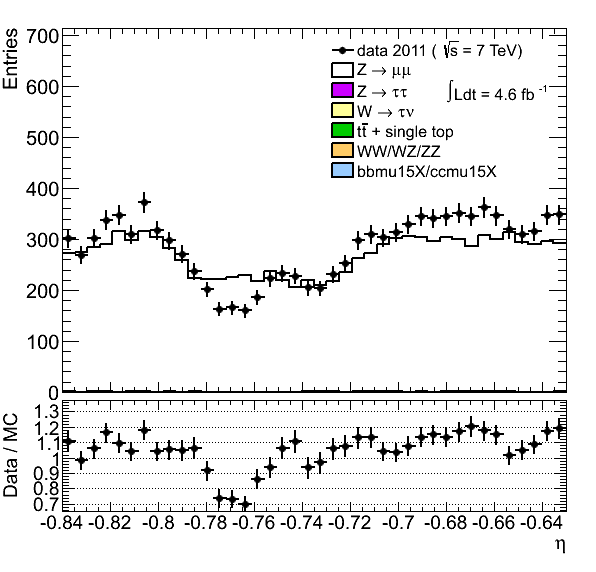 Entries
700
600
500
400
300
200
100
0
data 2011 ( √s = 7 TeV)
Z → μμ
Z → ττ
∫Ldt = 4.6 fb⁻¹
W → τν
tt̄ + single top
WW/WZ/ZZ
bbmu15X/ccmu15X
Data / MC
1.3
1.2
1.1
1
0.9
0.8
0.7
-0.84 -0.82 -0.8 -0.78 -0.76 -0.74 -0.72 -0.7 -0.68 -0.66 -0.64
η